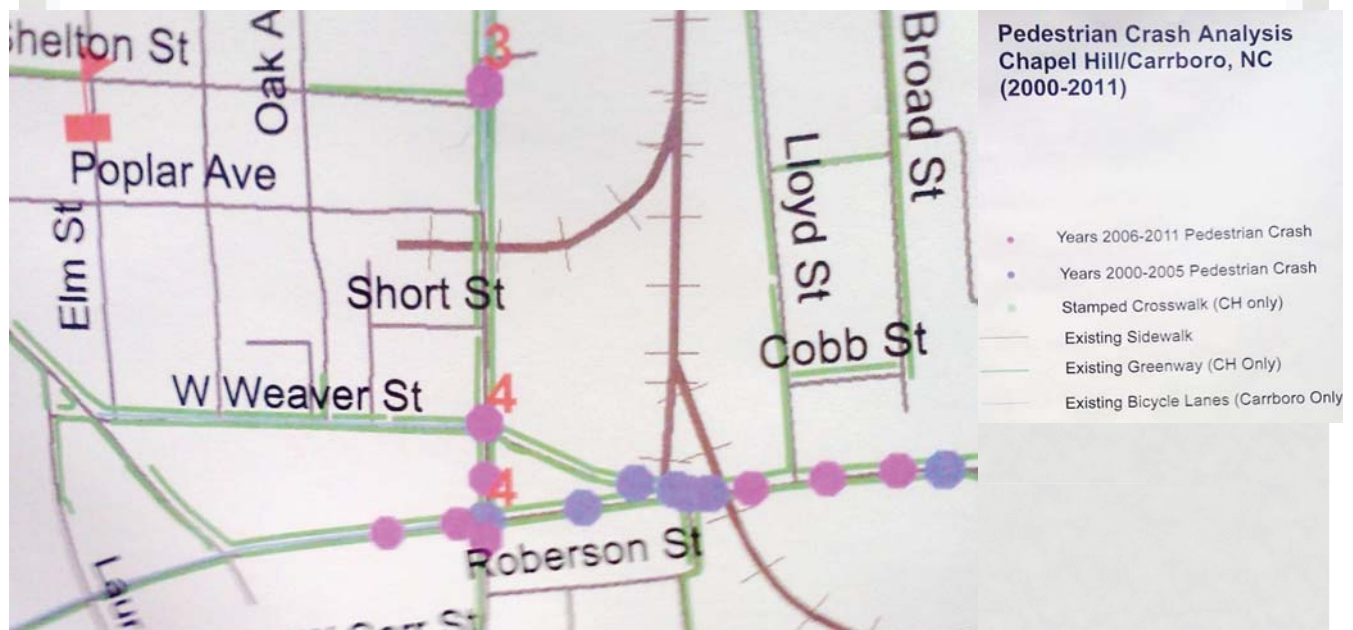 Shelton St
Oak A
3
Broad St
Pedestrian Crash Analysis
Chapel Hill/Carrboro, NC
(2000-2011)
Poplar Ave
Lloyd St
Elm St
Years 2006-2011 Pedestrian Crash
Years 2000-2005 Pedestrian Crash
Short St
Stamped Crosswalk (CH only)
Existing Sidewalk
Cobb St
Existing Greenway (CH Only)
W Weaver St
4
Existing Bicycle Lanes (Carrboro Only
4
Roberson St
Laur
St